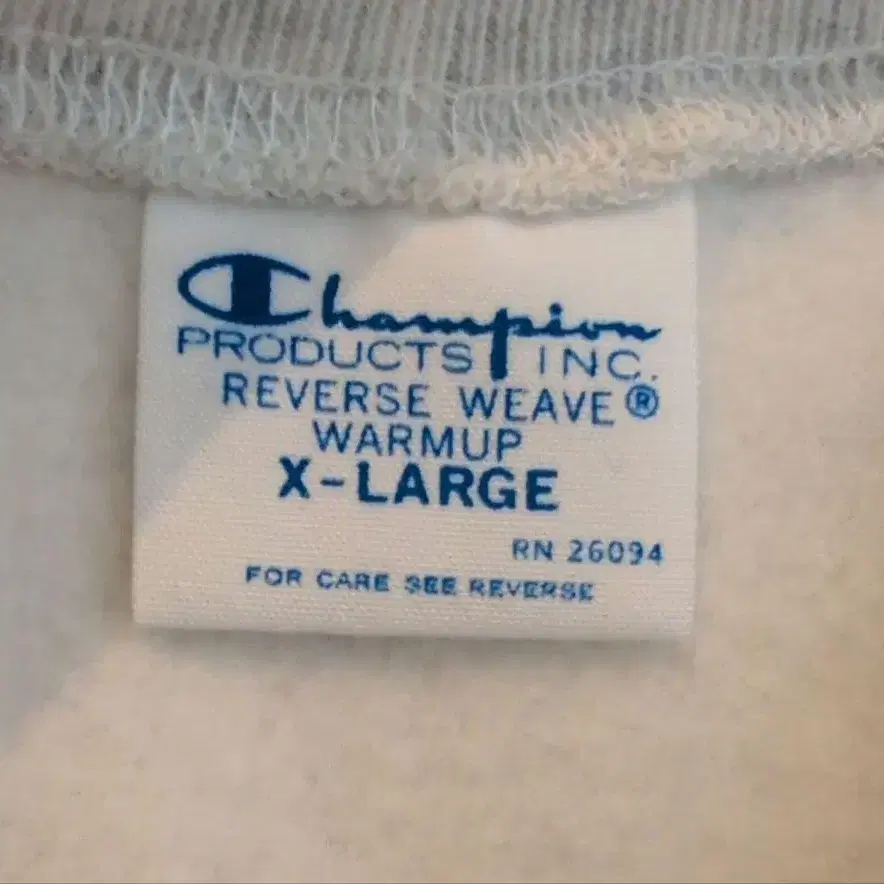 Champion
PRODUCTS INC.
REVERSE WEAVE®
WARMUP
X-LARGE
RN 26094
FOR CARE SEE REVERSE